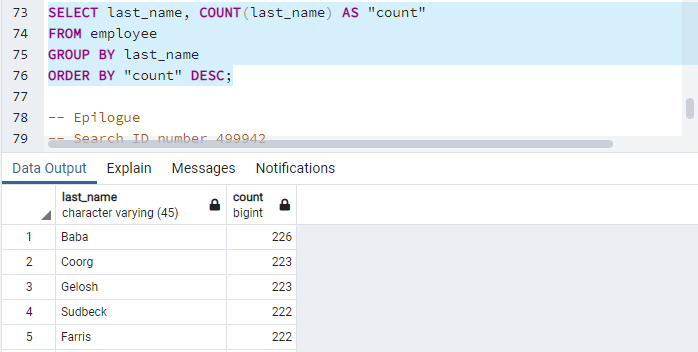 73 SELECT last_name, COUNT(last_name) AS "count"
74 FROM employee
75 GROUP BY last_name
76 ORDER BY "count" DESC;
77
78 -- Epilogue
79 -- Search ID number 499942
Data Output Explain Messages Notifications
last_name count
character varying (45) bigint
1 Baba 226
2 Coorg 223
3 Gelosh 223
4 Sudbeck 222
5 Farris 222